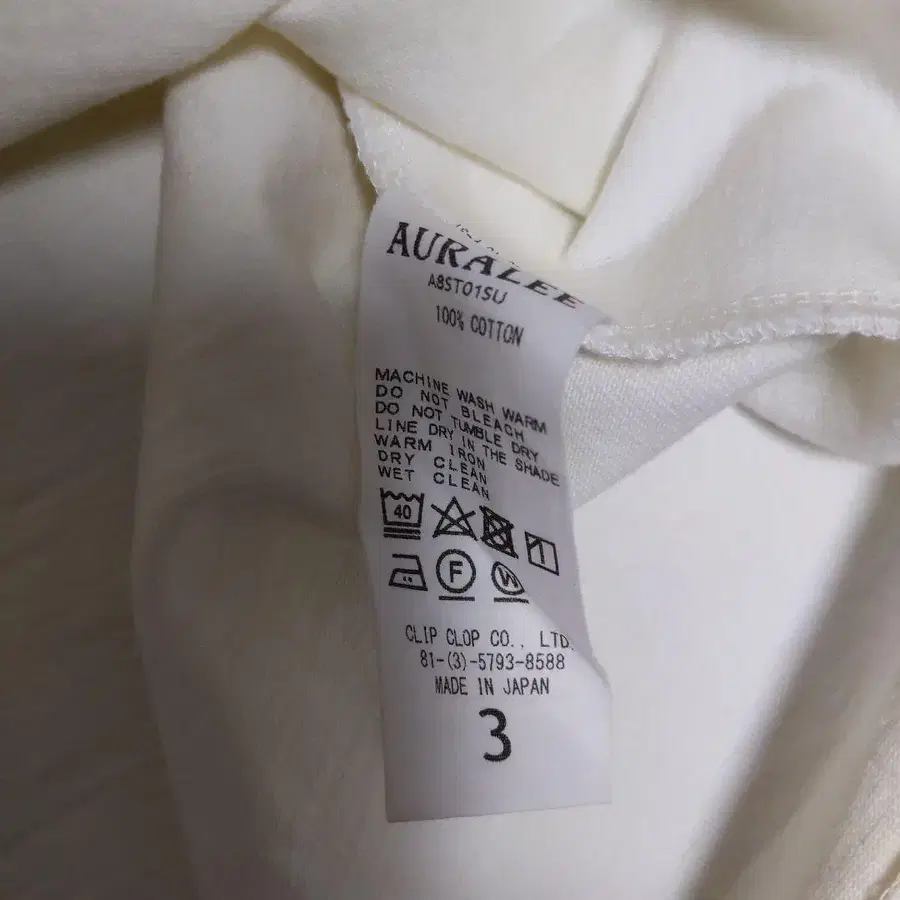 AURALEE
A8ST01SU
100% COTTON
MACHINE WASH WARM
DO NOT BLEACH
DO NOT TUMBLE DRY
LINE DRY IN THE SHADE
WARM IRON
DRY CLEAN
WET CLEAN
40
F W
CLIP CLOP CO., LTD.
81-(3)-5793-8588
MADE IN JAPAN
3